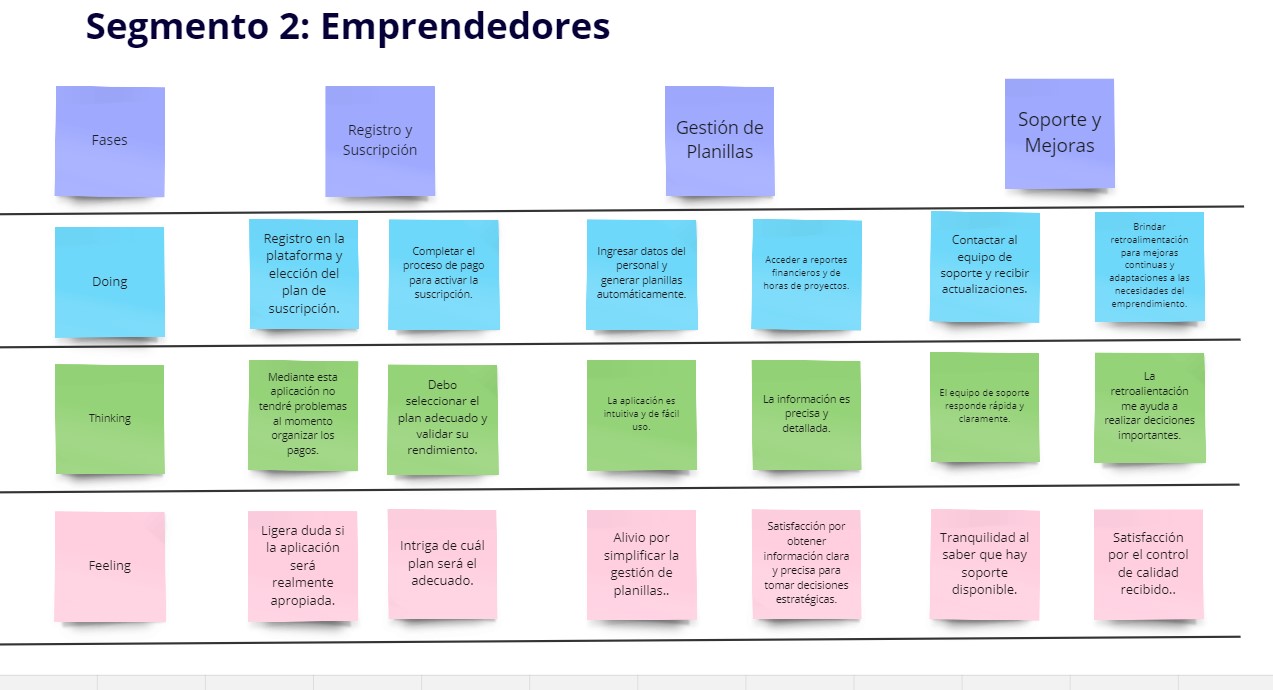 Segmento 2: Emprendedores
Fases
Registro y
Suscripción
Gestión de
Planillas
Soporte y
Mejoras
Doing
Registro en la
plataforma y
elección del
plan de
suscripción.
Completar el
proceso de pago
para activar la
suscripción.
Ingresar datos del
personal y
generar planillas
automáticamente.
Acceder a reportes
financieros y de
horas de proyectos.
Contactar al
equipo de
soporte y recibir
actualizaciones.
Brindar
retroalimentación
para mejoras
continuas y
adaptaciones a las
necesidades del
emprendimiento.
Thinking
Mediante esta
aplicación no
tendré problemas
al momento
organizar los
pagos.
Debo
seleccionar el
plan adecuado y
validar su
rendimiento.
La aplicación es
intuitiva y de fácil
uso.
La información es
precisa y
detallada.
El equipo de soporte
responde rápida y
claramente.
La
retroalientación
me ayuda a
realizar deciones
importantes.
Feeling
Ligera duda si
la aplicación
será
realmente
apropiada.
Intriga de cuál
plan será el
adecuado.
Alivio por
simplificar la
gestión de
planillas..
Satisfacción por
obtener
información clara
y precisa para
tomar decisiones
estratégicas.
Tranquilidad al
saber que hay
soporte
disponible.
Satisfacción
por el control
de calidad
recibido..